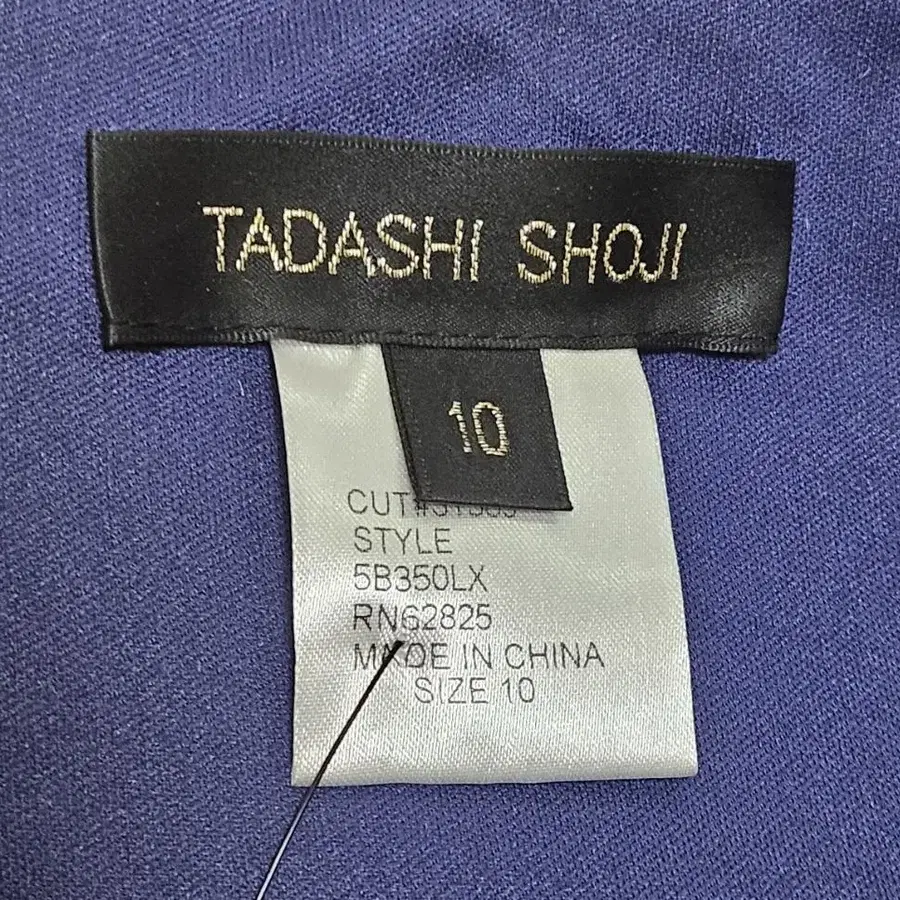 TADASHI SHOJI
10
STYLE
5B350LX
RN62825
MADE IN CHINA
SIZE 10